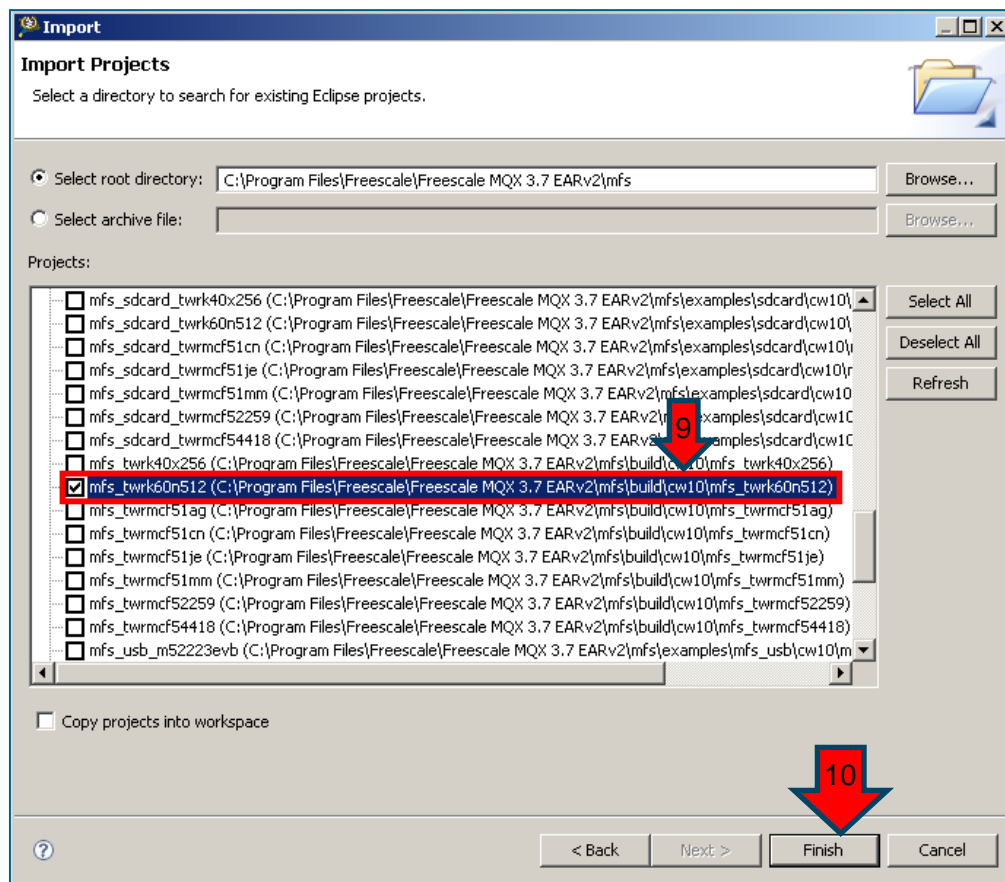 Import
Import Projects
Select a directory to search for existing Eclipse projects.
Select root directory: C:\Program Files\Freescale\Freescale MQX 3.7 EARv2\mfs Browse...
Select archive file: Browse...
Projects:
mfs_sdcard_twrk40x256 (C:\Program Files\Freescale\Freescale MQX 3.7 EARv2\mfs\examples\sdcard\cw10\
mfs_sdcard_twrk60n512 (C:\Program Files\Freescale\Freescale MQX 3.7 EARv2\mfs\examples\sdcard\cw10\
mfs_sdcard_twrmcf51cn (C:\Program Files\Freescale\Freescale MQX 3.7 EARv2\mfs\examples\sdcard\cw10\
mfs_sdcard_twrmcf51je (C:\Program Files\Freescale\Freescale MQX 3.7 EARv2\mfs\examples\sdcard\cw10\
mfs_sdcard_twrmcf51mm (C:\Program Files\Freescale\Freescale MQX 3.7 EARv2\mfs\examples\sdcard\cw10
mfs_sdcard_twrmcf52259 (C:\Program Files\Freescale\Freescale MQX 3.7 EARv2\ examples\sdcard\cw10
mfs_sdcard_twrmcf54418 (C:\Program Files\Freescale\Freescale MQX 3.7 EARv2 amples\sdcard\cw10
mfs_twrk40x256 (C:\Program Files\Freescale\Freescale MQX 3.7 EARv2\mfs\build\cw10\mfs_twrk40x256)
9
mfs_twrk60n512 (C:\Program Files\Freescale\Freescale MQX 3.7 EARv2\mfs\build\cw10\mfs_twrk60n512)
mfs_twrmcf51ag (C:\Program Files\Freescale\Freescale MQX 3.7 EARv2\mfs\build\cw10\mfs_twrmcf51ag)
mfs_twrmcf51cn (C:\Program Files\Freescale\Freescale MQX 3.7 EARv2\mfs\build\cw10\mfs_twrmcf51cn)
mfs_twrmcf51je (C:\Program Files\Freescale\Freescale MQX 3.7 EARv2\mfs\build\cw10\mfs_twrmcf51je)
mfs_twrmcf51mm (C:\Program Files\Freescale\Freescale MQX 3.7 EARv2\mfs\build\cw10\mfs_twrmcf51mm)
mfs_twrmcf52259 (C:\Program Files\Freescale\Freescale MQX 3.7 EARv2\mfs\build\cw10\mfs_twrmcf52259)
mfs_twrmcf54418 (C:\Program Files\Freescale\Freescale MQX 3.7 EARv2\mfs\build\cw10\mfs_twrmcf54418)
mfs_usb_m52223evb (C:\Program Files\Freescale\Freescale MQX 3.7 EARv2\mfs\examples\mfs_usb\cw10\m
Select All
Deselect All
Refresh
Copy projects into workspace
10
? < Back Next > Finish Cancel